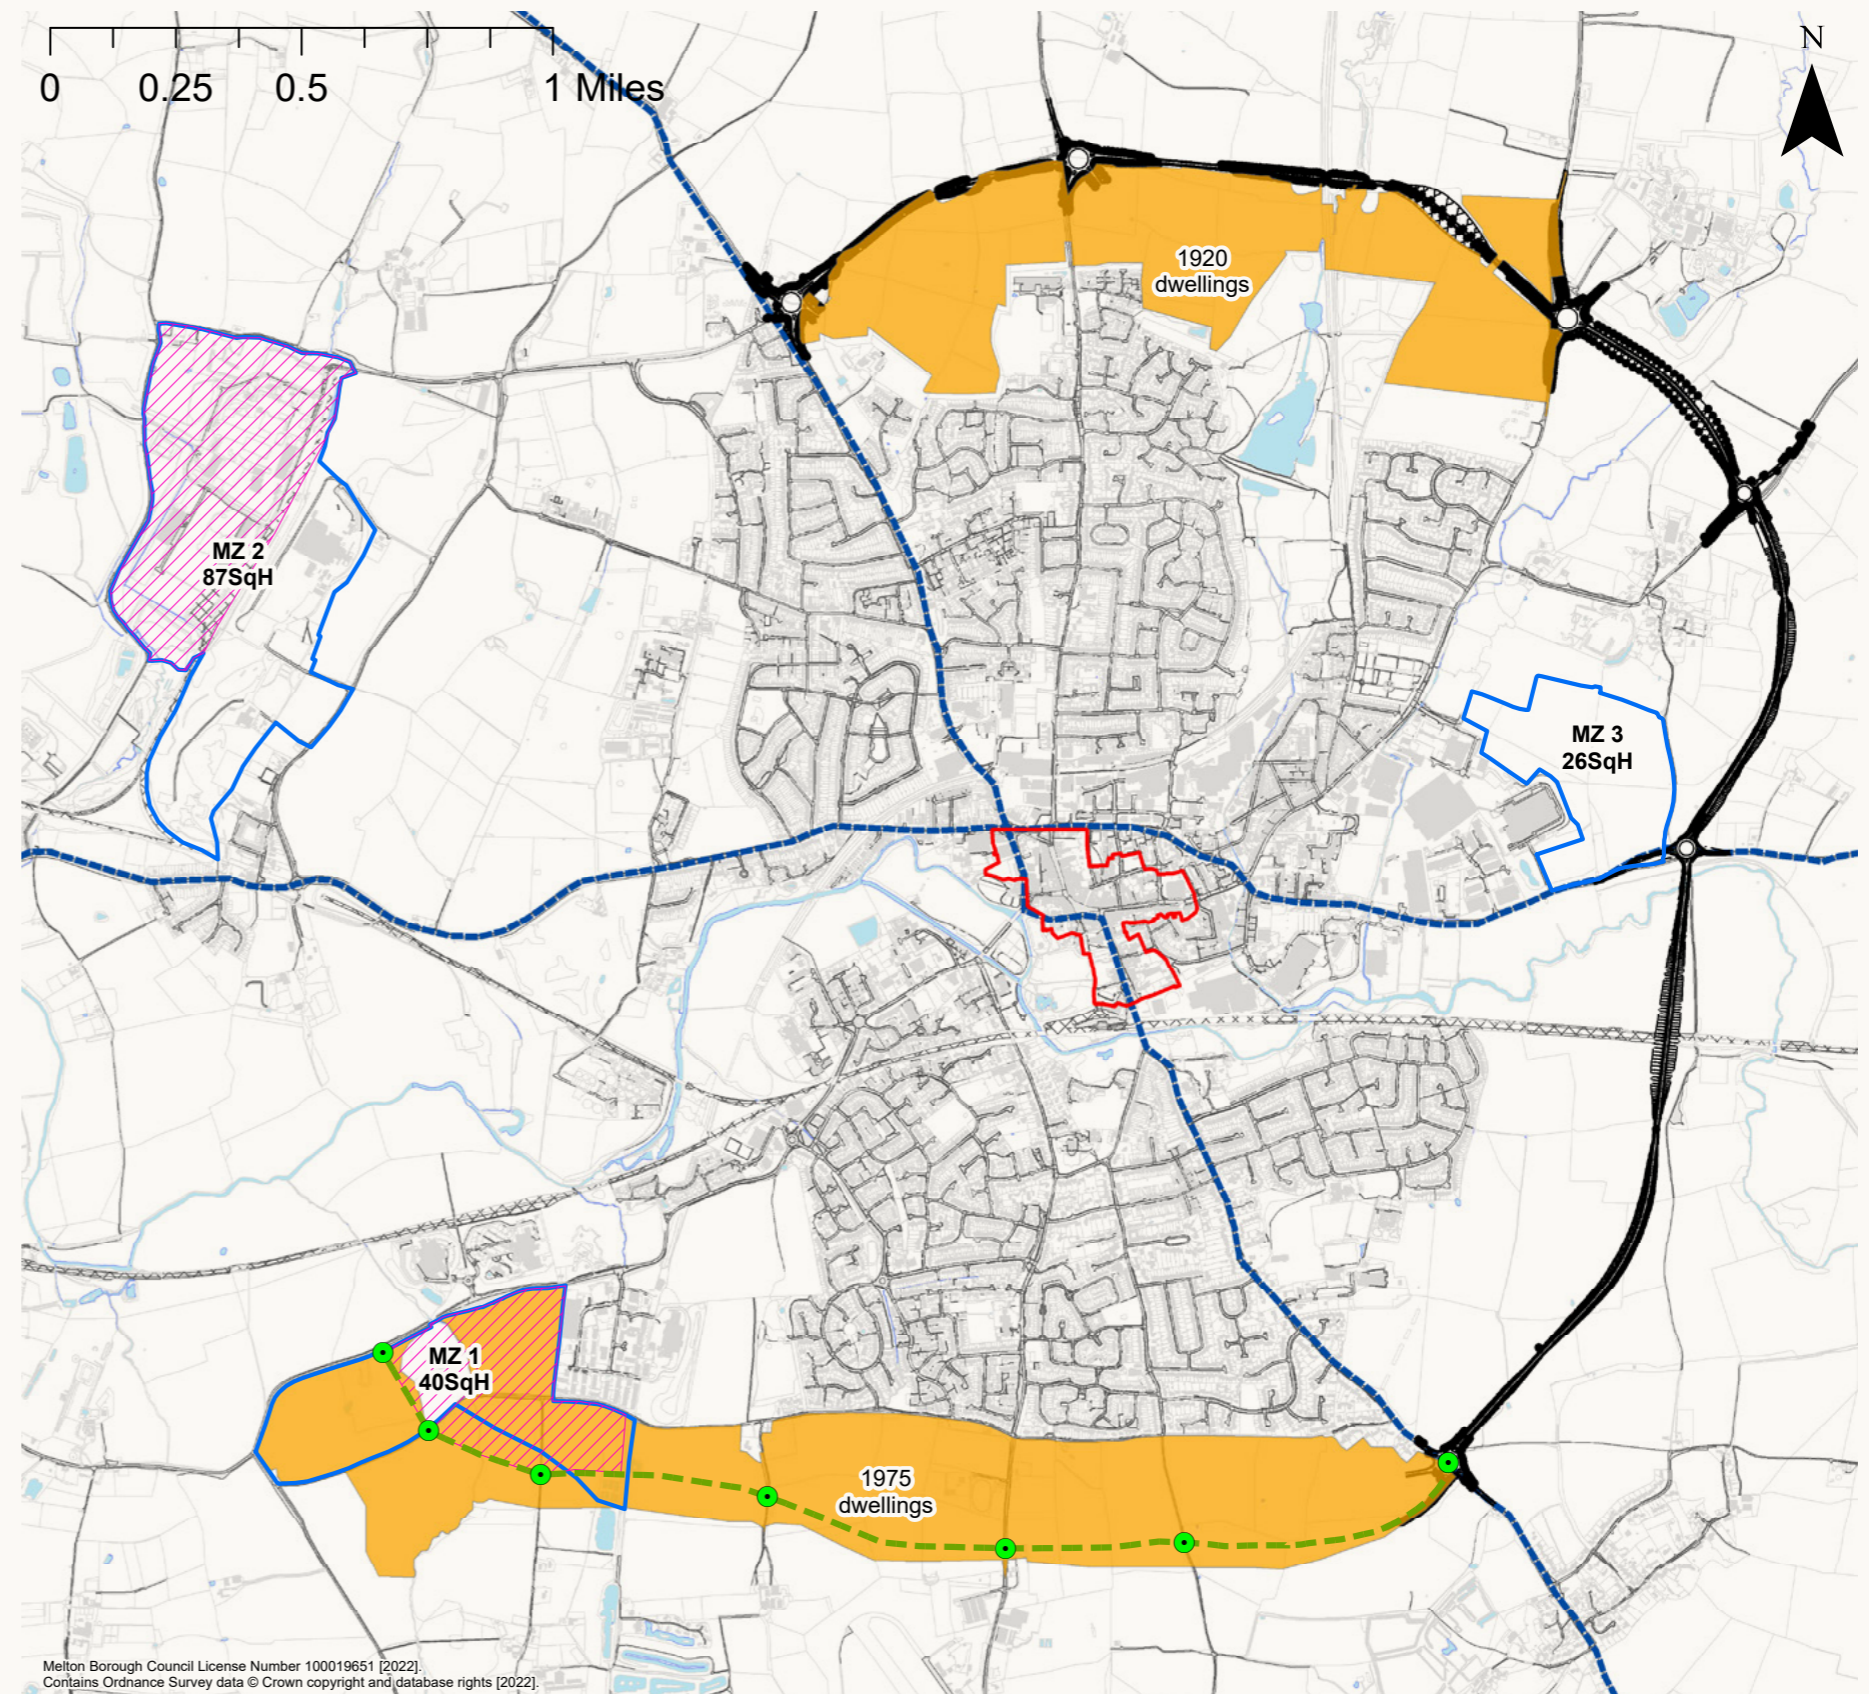 0 0.25 0.5 1 Miles
N
1920
dwellings
MZ 2
87SqH
MZ 3
26SqH
MZ 1
40SqH
1975
dwellings
Melton Borough Council License Number 100019651 [2022].
Contains Ordnance Survey data © Crown copyright and database rights [2022].